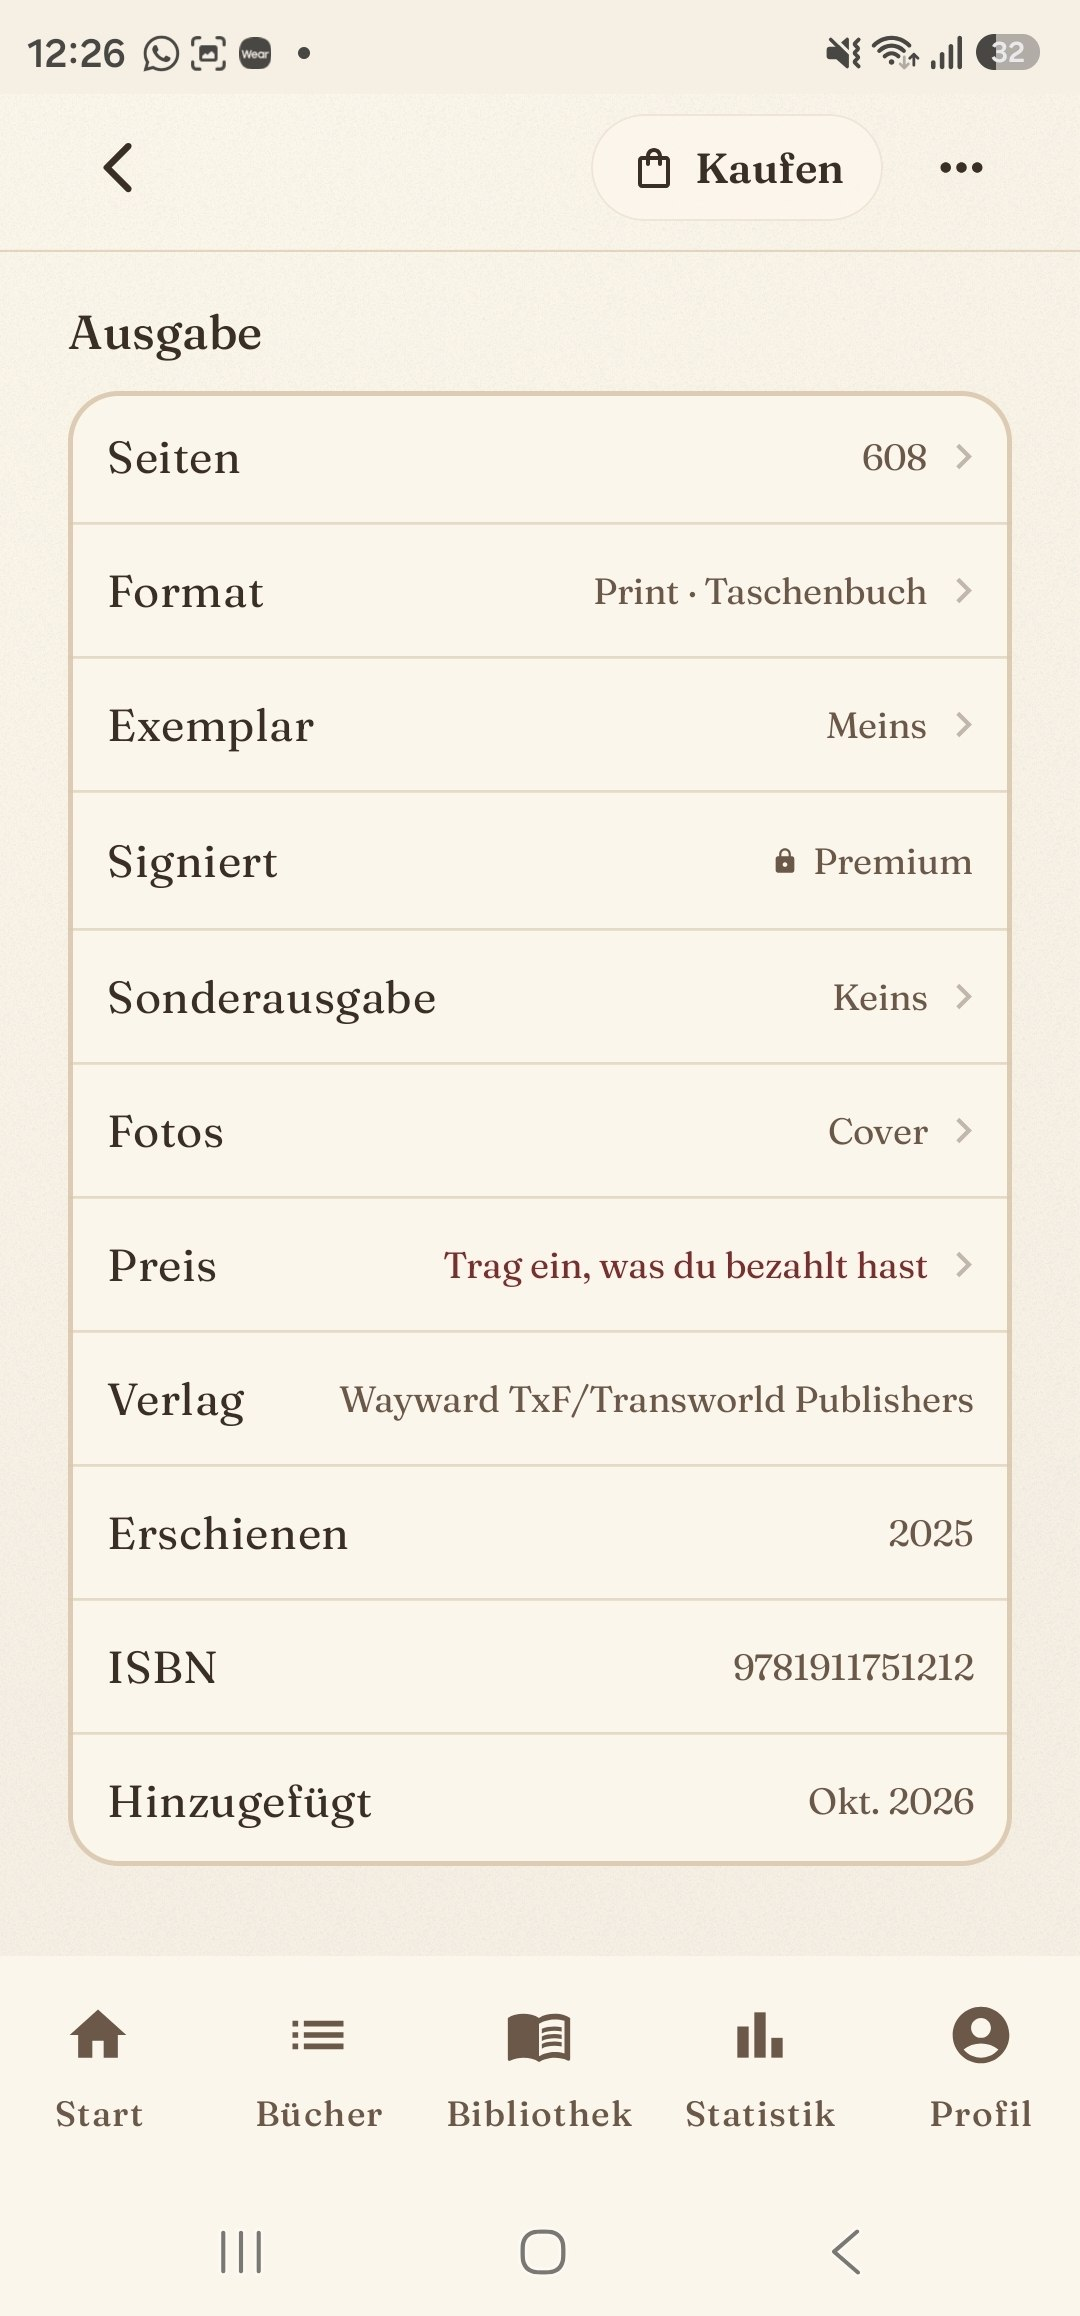 12:26 Wear 32
Kaufen
Ausgabe
Seiten 608
Format Print · Taschenbuch
Exemplar Meins
Signiert Premium
Sonderausgabe Keins
Fotos Cover
Preis Trag ein, was du bezahlt hast
Verlag Wayward TxF/Transworld Publishers
Erschienen 2025
ISBN 9781911751212
Hinzugefügt Okt. 2026
Start Bücher Bibliothek Statistik Profil